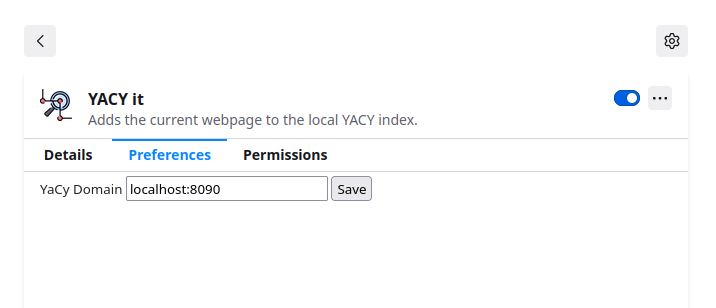 YACY it
Adds the current webpage to the local YACY index.
Details Preferences Permissions
YaCy Domain localhost:8090 Save